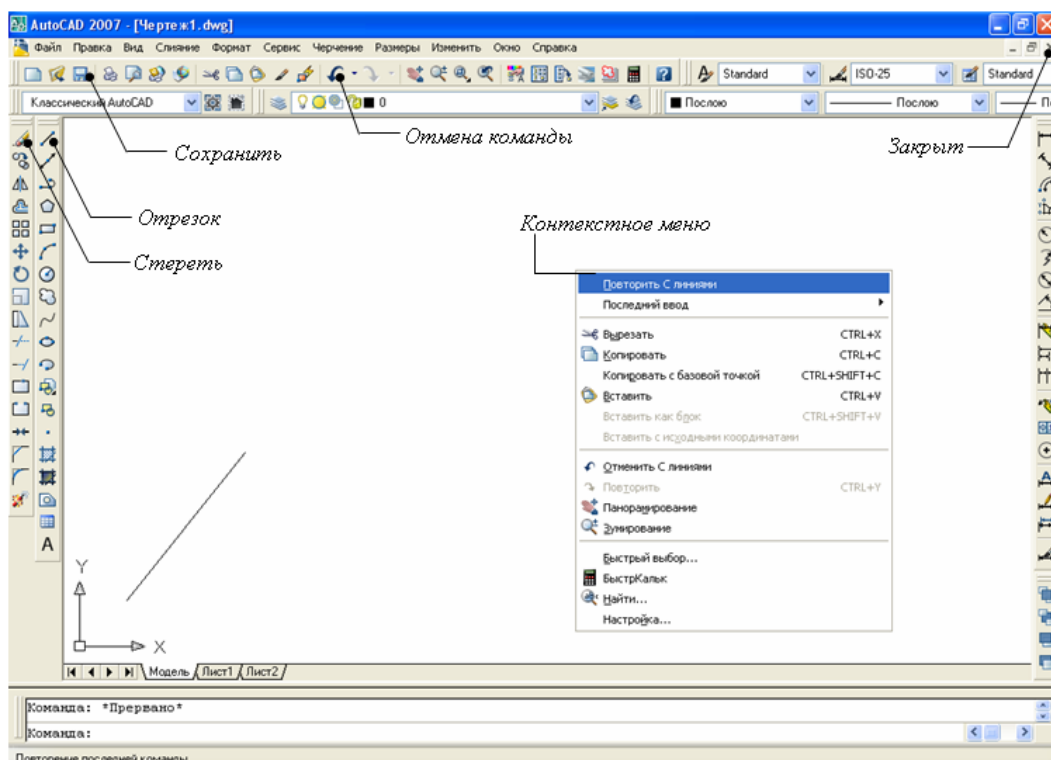 AutoCAD 2007 - [Чертеж1.dwg]
Файл Правка Вид Слияние Формат Сервис Черчение Размеры Изменить Окно Справка
Standard ISO-25 Standard
Классический AutoCAD 0 Послою Послою
Сохранить
Отмена команды
Закрыт
Отрезок
Контекстное меню
Стереть
Повторить С линиями
Последний ввод
Вырезать CTRL+X
Копировать CTRL+C
Копировать с базовой точкой CTRL+SHIFT+C
Вставить CTRL+V
Вставить как блок CTRL+SHIFT+V
Вставить с исходными координатами
Отменить С линиями
Повторить CTRL+Y
Панорамирование
Зумирование
Быстрый выбор...
БыстрКальк
Найти...
Настройка...
A
Y
X
Модель Лист1 Лист2
Команда: *Прервано*
Команда:
Повторение последней команды